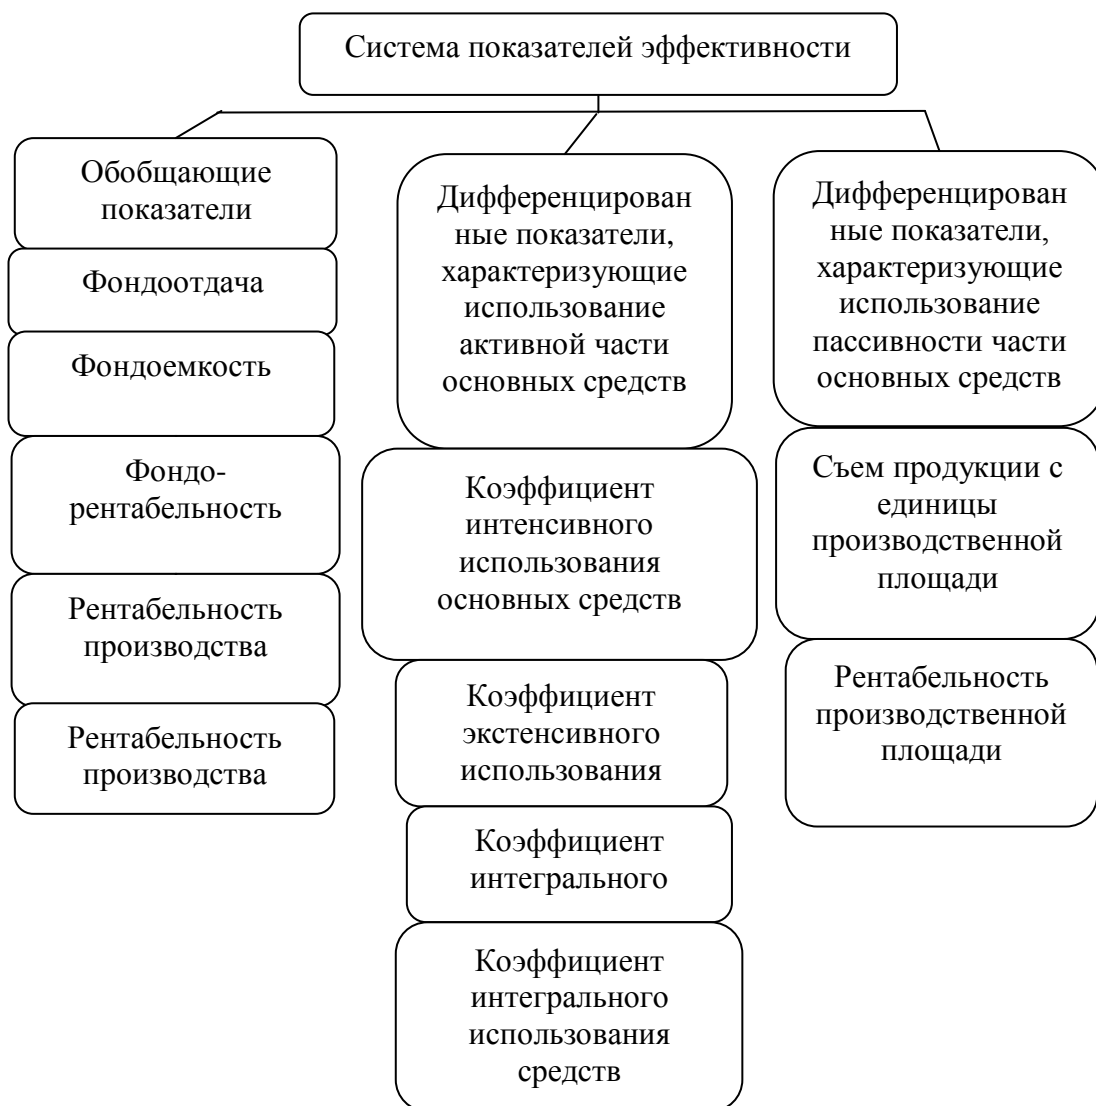 Система показателей эффективности
Обобщающие
показатели
Фондоотдача
Фондоемкость
Фондо-
рентабельность
Рентабельность
производства
Рентабельность
производства
Дифференцирован
ные показатели,
характеризующие
использование
активной части
основных средств
Коэффициент
интенсивного
использования
основных средств
Коэффициент
экстенсивного
использования
Коэффициент
интегрального
Коэффициент
интегрального
использования
средств
Дифференцирован
ные показатели,
характеризующие
использование
пассивности части
основных средств
Съем продукции с
единицы
производственной
площади
Рентабельность
производственной
площади